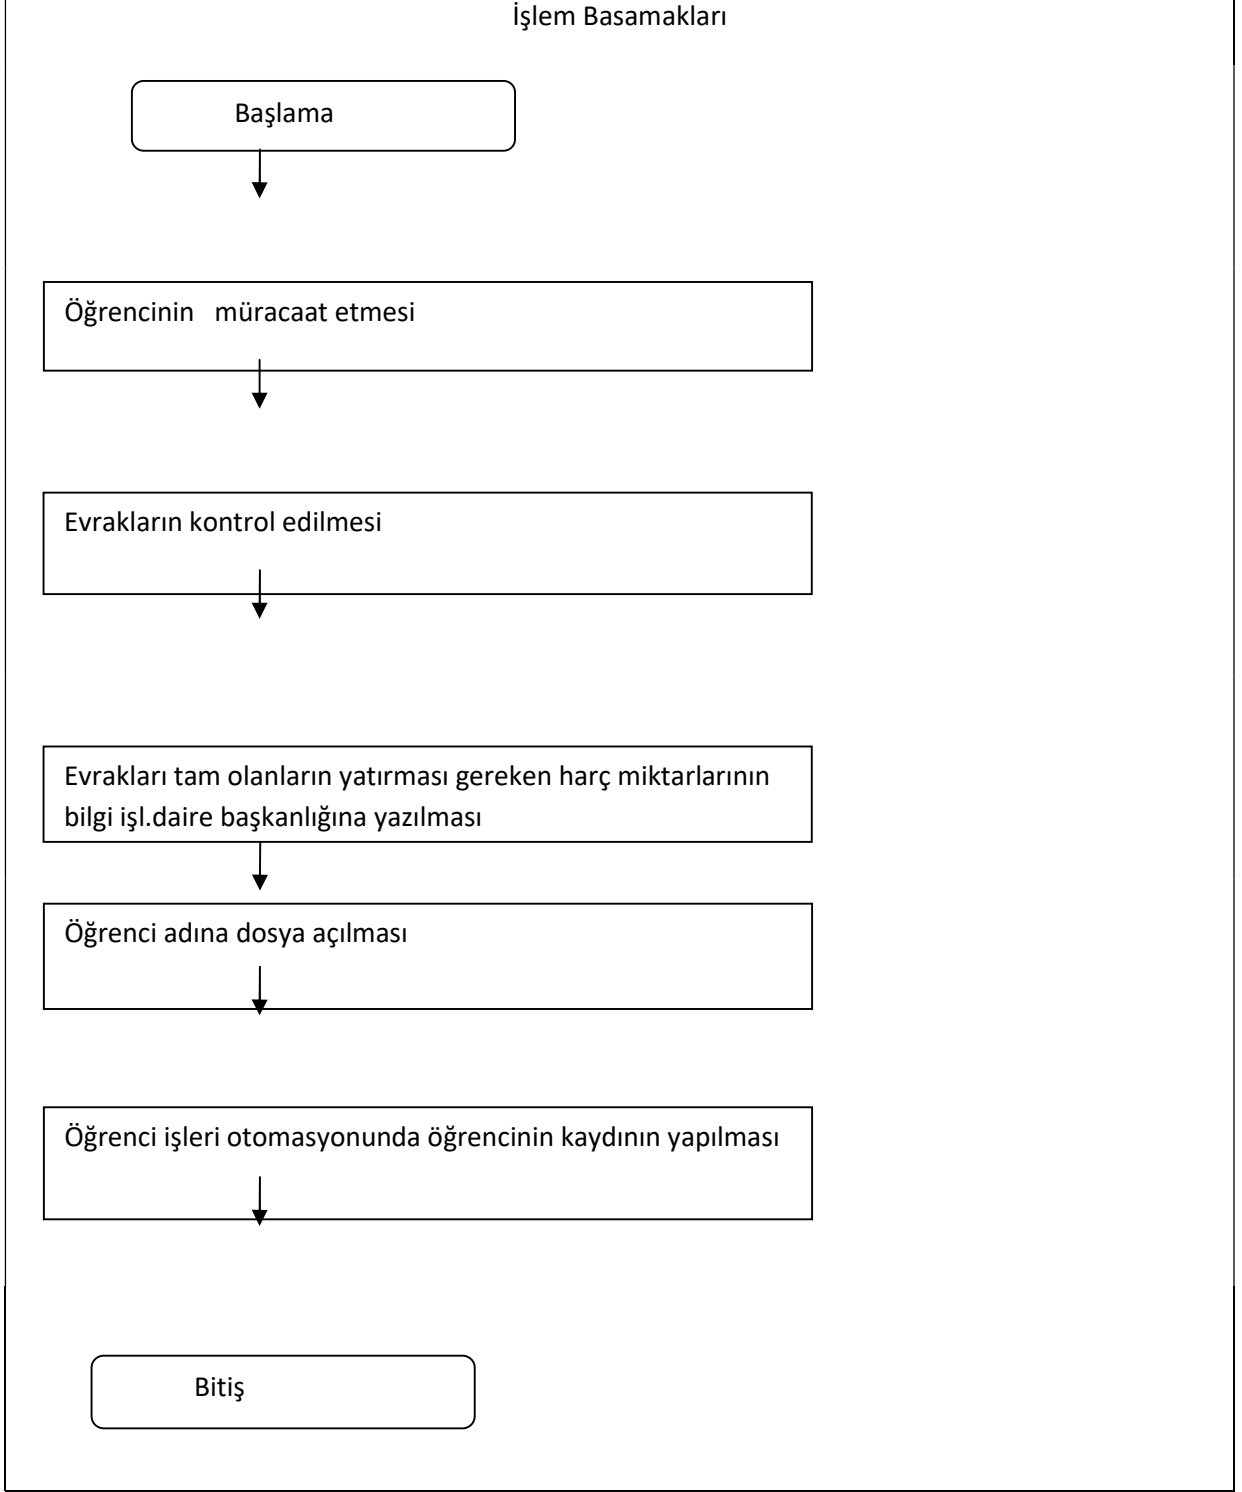 İşlem Basamakları
Başlama
Öğrencinin müracaat etmesi
Evrakların kontrol edilmesi
Evrakları tam olanların yatırması gereken harç miktarlarının
bilgi işl.daire başkanlığına yazılması
Öğrenci adına dosya açılması
Öğrenci işleri otomasyonunda öğrencinin kaydının yapılması
Bitiş